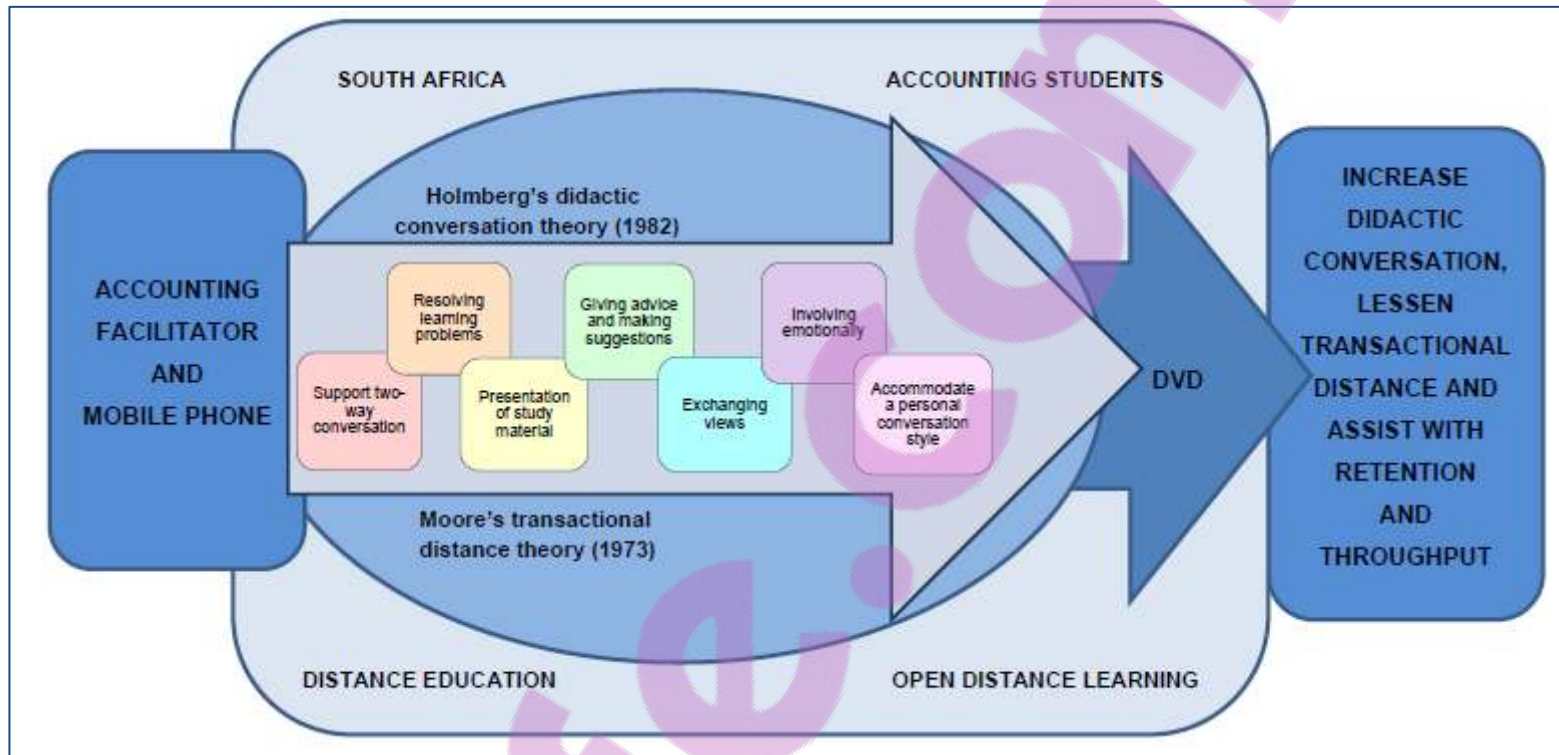 SOUTH AFRICA
ACCOUNTING STUDENTS
ACCOUNTING
FACILITATOR
AND
MOBILE PHONE
Holmberg's didactic
conversation theory (1982)
Resolving
learning
problems
Giving advice
and making
suggestions
Involving
emotionally
Support two-
way
conversation
Presentation
of study
material
Exchanging
views
Accommodate
a personal
conversation
style
Moore's transactional
distance theory (1973)
DVD
INCREASE
DIDACTIC
CONVERSATION,
LESSEN
TRANSACTIONAL
DISTANCE AND
ASSIST WITH
RETENTION
AND
THROUGHPUT
DISTANCE EDUCATION
OPEN DISTANCE LEARNING